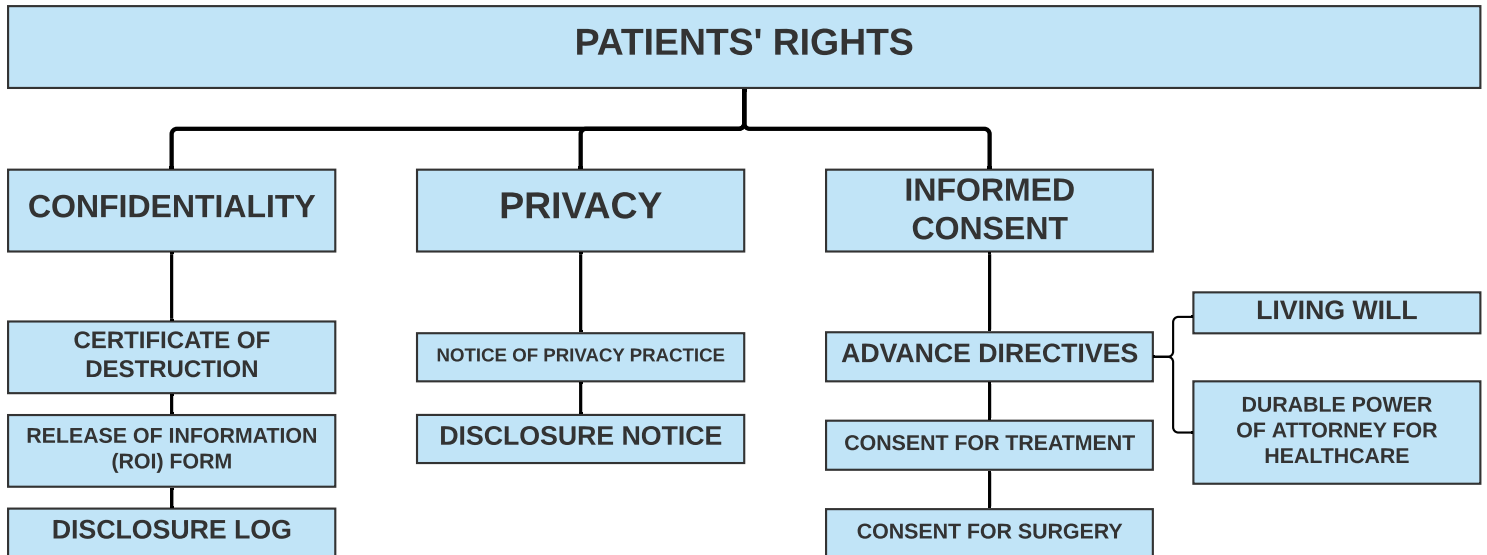 PATIENTS' RIGHTS
CONFIDENTIALITY
CERTIFICATE OF
DESTRUCTION
RELEASE OF INFORMATION
(ROI) FORM
DISCLOSURE LOG
PRIVACY
NOTICE OF PRIVACY PRACTICE
DISCLOSURE NOTICE
INFORMED
CONSENT
ADVANCE DIRECTIVES
LIVING WILL
DURABLE POWER
OF ATTORNEY FOR
HEALTHCARE
CONSENT FOR TREATMENT
CONSENT FOR SURGERY